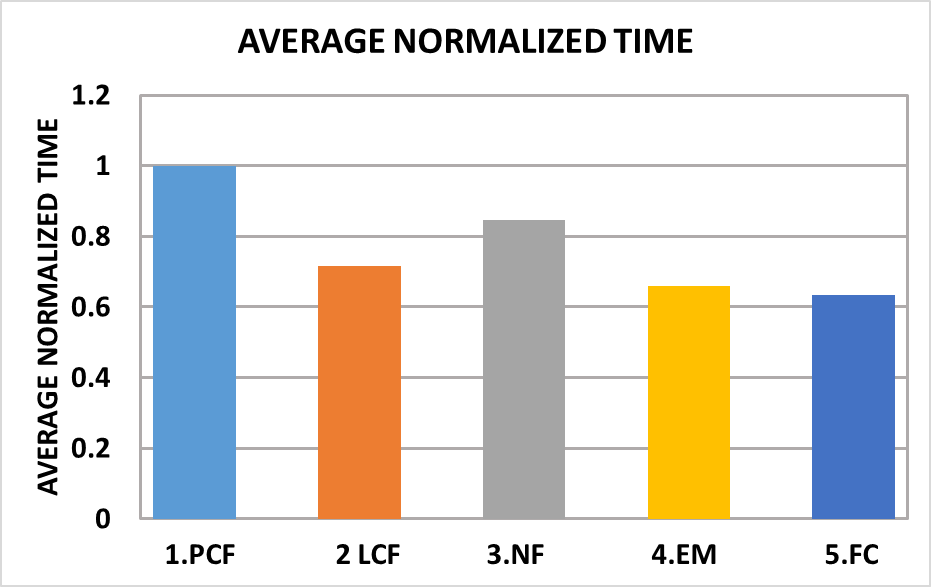 AVERAGE NORMALIZED TIME
AVERAGE NORMALIZED TIME
1.2
1
0.8
0.6
0.4
0.2
0
1.PCF
2 LCF
3.NF
4.EM
5.FC